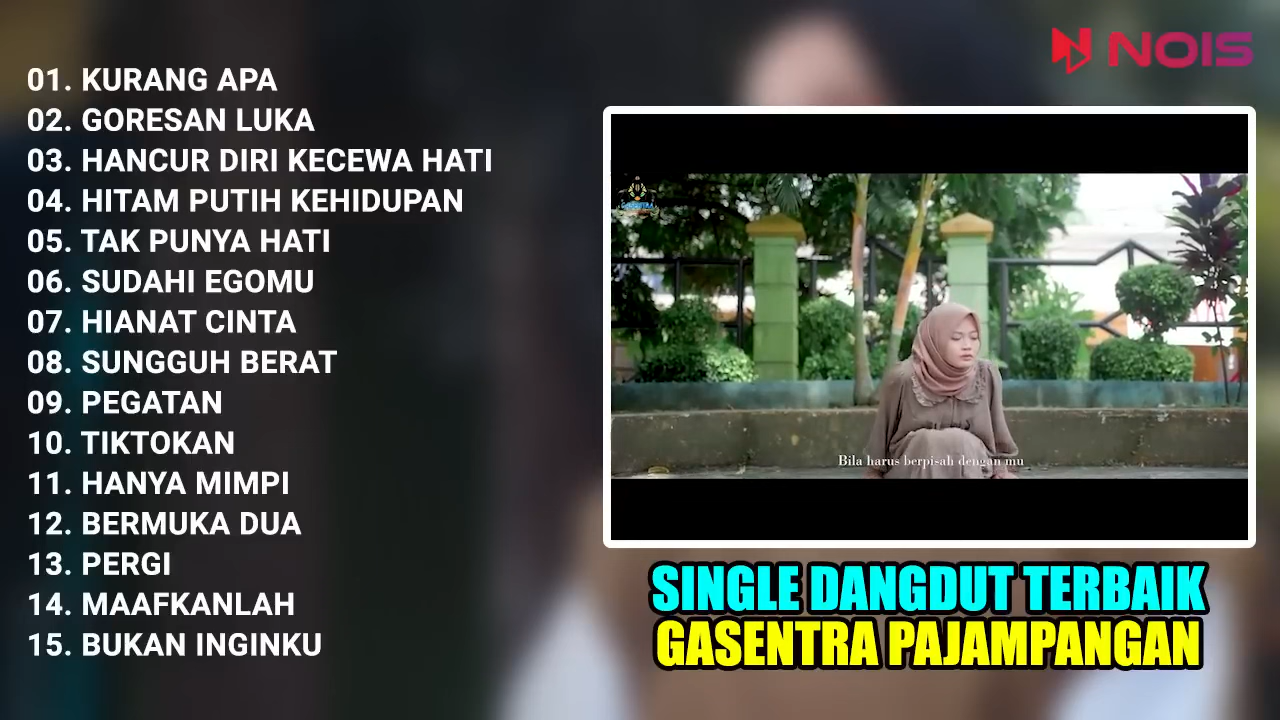 NOIS
01. KURANG APA
02. GORESAN LUKA
03. HANCUR DIRI KECEWA HATI
04. HITAM PUTIH KEHIDUPAN
05. TAK PUNYA HATI
06. SUDAHI EGOMU
07. HIANAT CINTA
08. SUNGGUH BERAT
09. PEGATAN
10. TIKTOKAN
11. HANYA MIMPI
12. BERMUKA DUA
13. PERGI
14. MAAFKANLAH
15. BUKAN INGINKU
GASENTRA
Bila harus berpisah dengan mu
SINGLE DANGDUT TERBAIK
GASENTRA PAJAMPANGAN